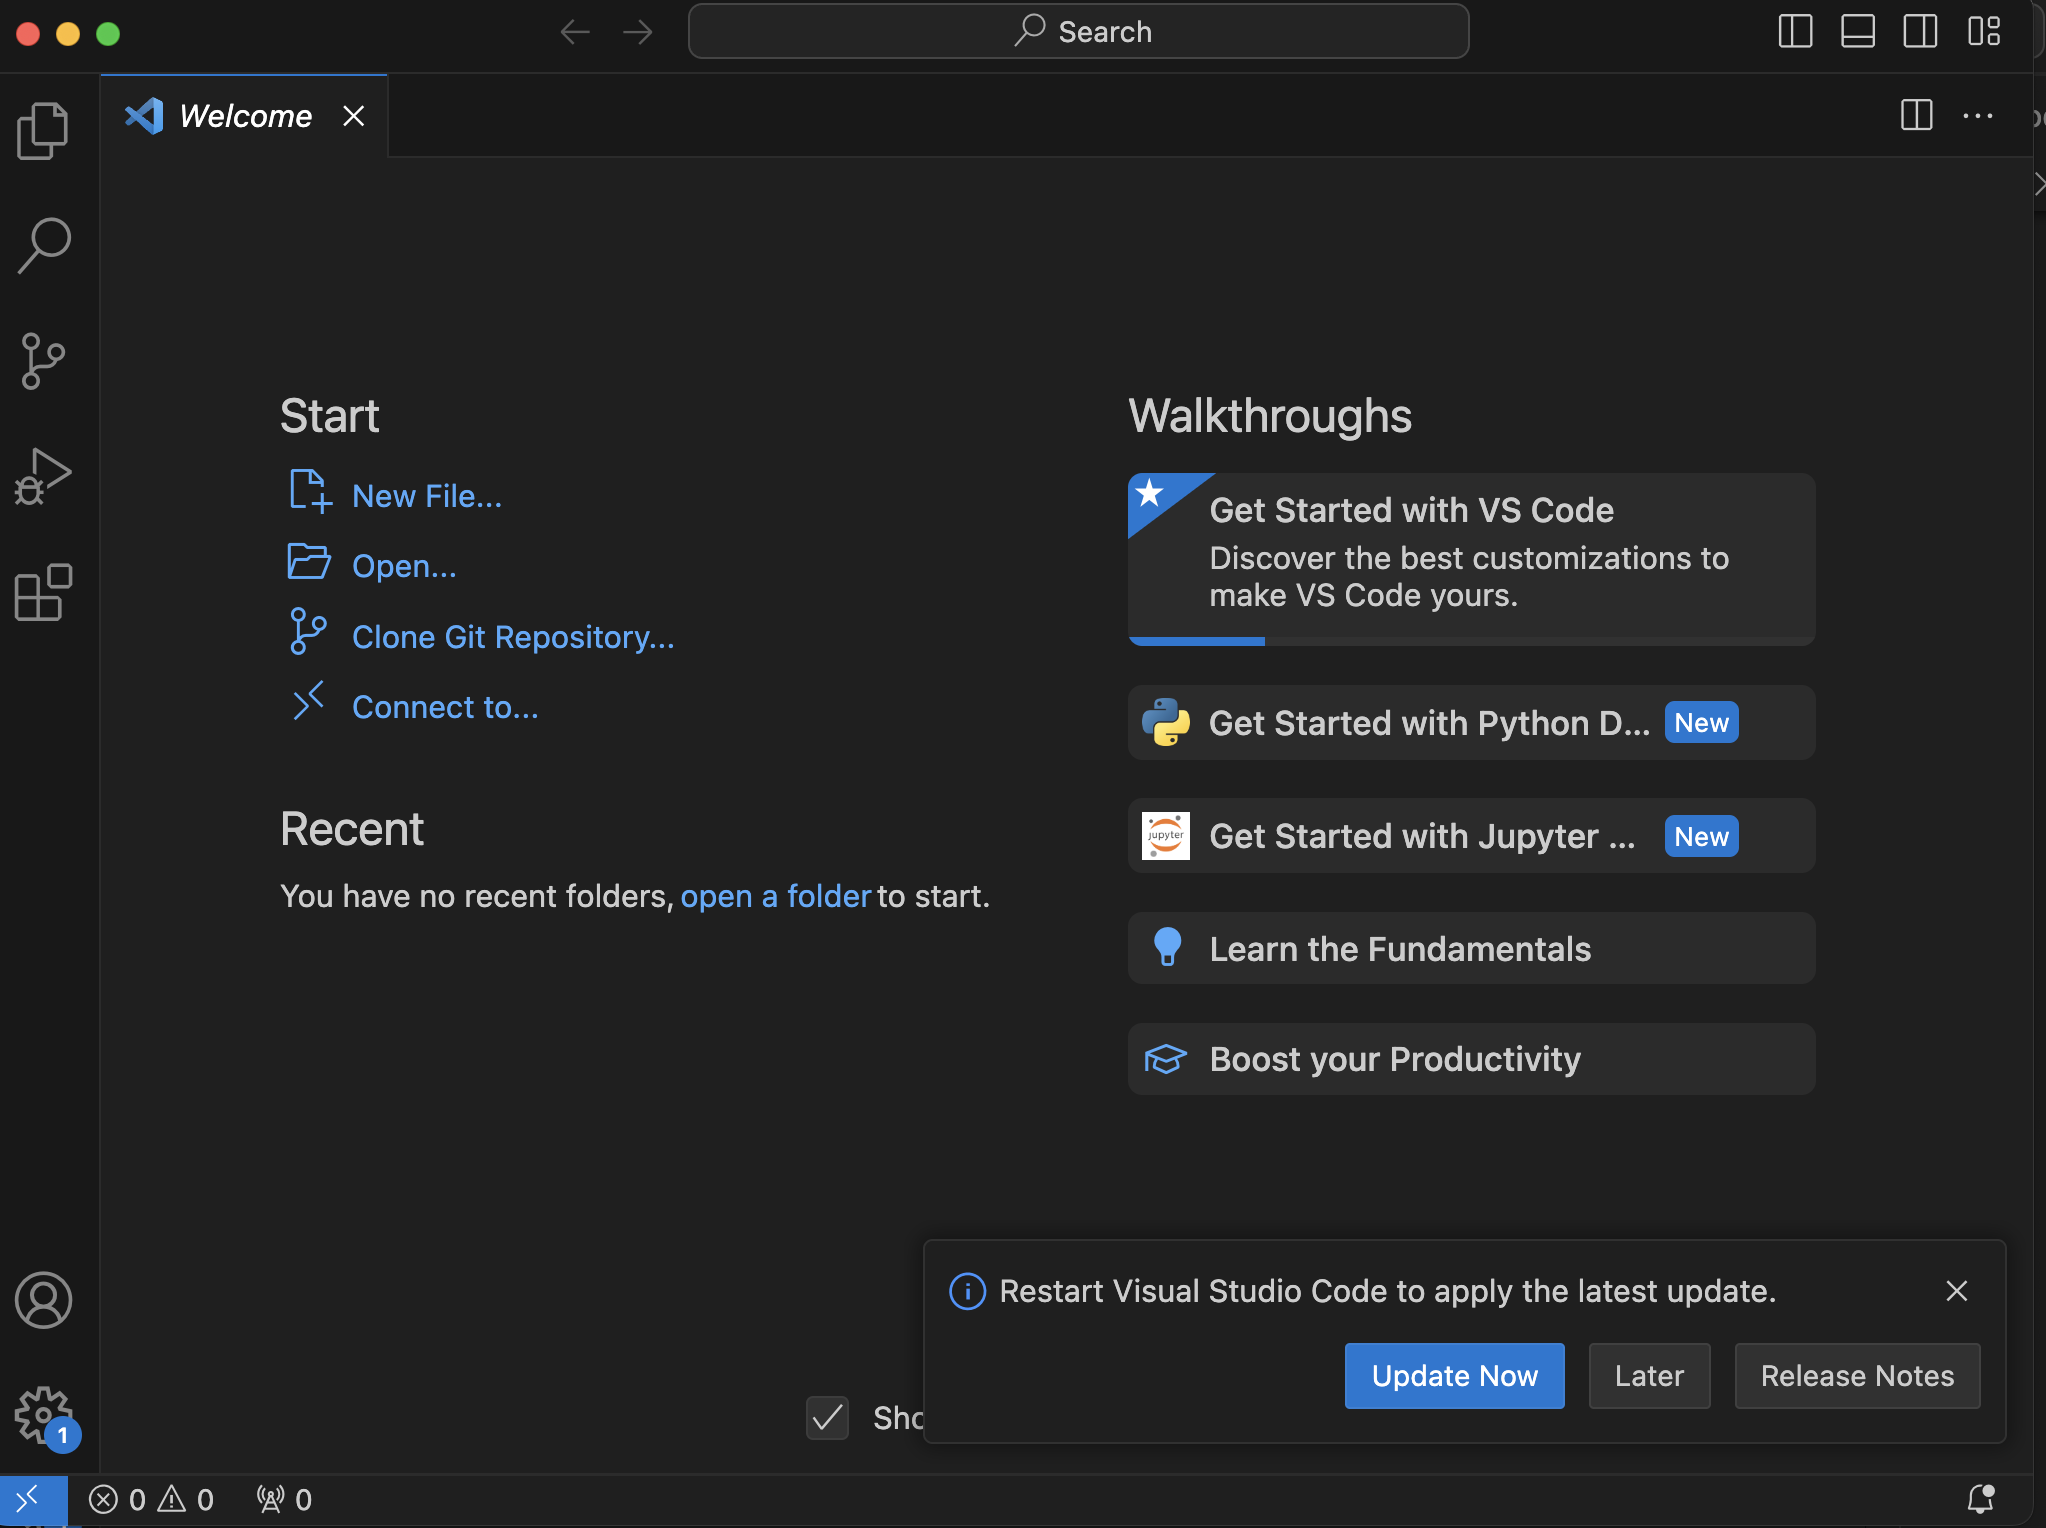 Search
Welcome
Start
New File...
Open...
Clone Git Repository...
Connect to...
Recent
You have no recent folders, open a folder to start.
Walkthroughs
Get Started with VS Code
Discover the best customizations to
make VS Code yours.
Get Started with Python D... New
jupyter
Get Started with Jupyter ... New
Learn the Fundamentals
Boost your Productivity
Restart Visual Studio Code to apply the latest update.
Update Now Later Release Notes
Sho
1
0 0 0